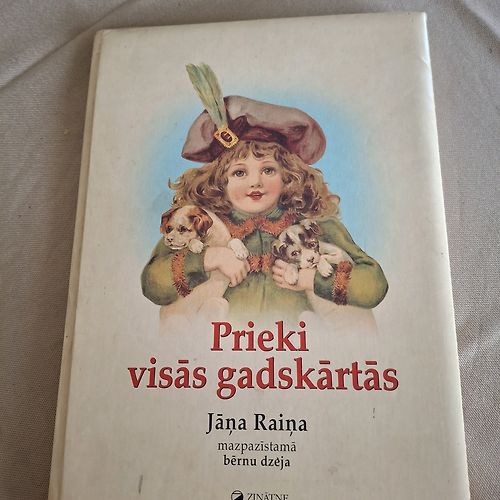 Prieki
visās gadskārtās
Jāņa Raiņa
mazpazīstamā
bērnu dzeja
ZINĀTNE